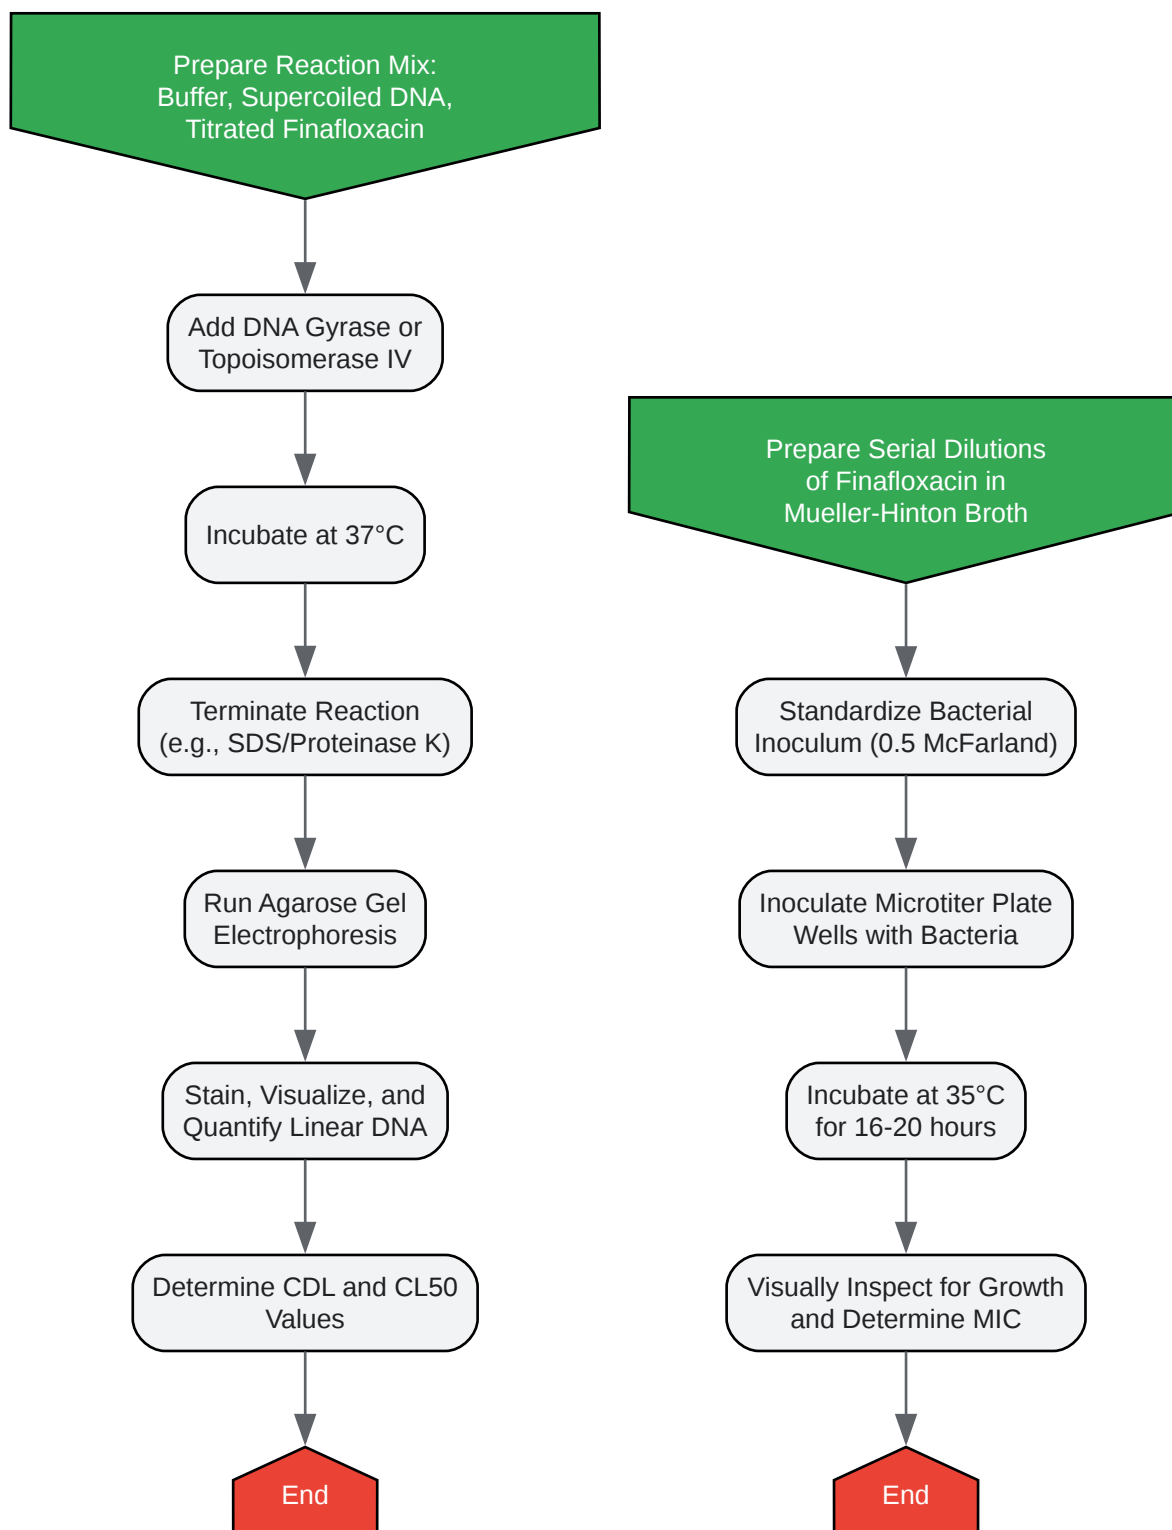 Prepare Reaction Mix:
Buffer, Supercoiled DNA,
Titrated Finafloxacin
Add DNA Gyrase or
Topoisomerase IV
Incubate at 37°C
Terminate Reaction
(e.g., SDS/Proteinase K)
Run Agarose Gel
Electrophoresis
Stain, Visualize, and
Quantify Linear DNA
Determine CDL and CL50
Values
End
Prepare Serial Dilutions
of Finafloxacin in
Mueller-Hinton Broth
Standardize Bacterial
Inoculum (0.5 McFarland)
Inoculate Microtiter Plate
Wells with Bacteria
Incubate at 35°C
for 16-20 hours
Visually Inspect for Growth
and Determine MIC
End